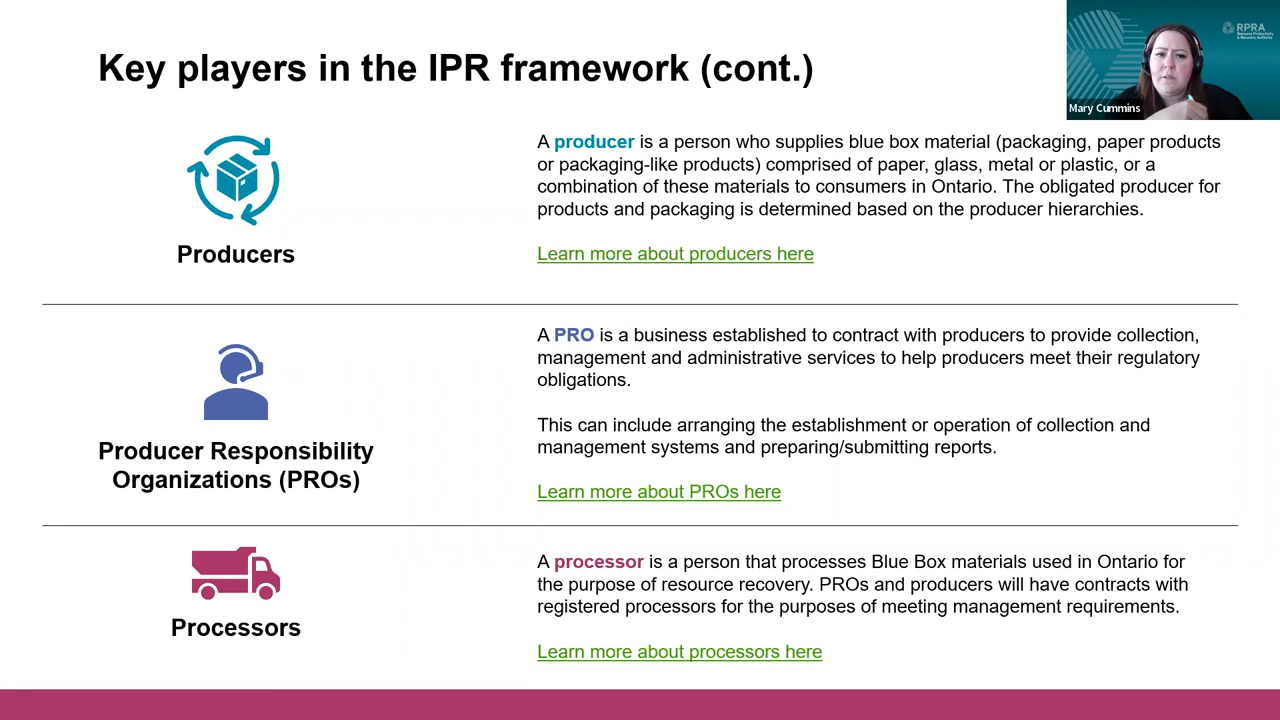 Key players in the IPR framework (cont.)
RPRA
Resource Productivity
& Recovery Authority
Mary Cummins
Producers
A producer is a person who supplies blue box material (packaging, paper products
or packaging-like products) comprised of paper, glass, metal or plastic, or a
combination of these materials to consumers in Ontario. The obligated producer for
products and packaging is determined based on the producer hierarchies.
Learn more about producers here
Producer Responsibility
Organizations (PROs)
A PRO is a business established to contract with producers to provide collection,
management and administrative services to help producers meet their regulatory
obligations.
This can include arranging the establishment or operation of collection and
management systems and preparing/submitting reports.
Learn more about PROs here
Processors
A processor is a person that processes Blue Box materials used in Ontario for
the purpose of resource recovery. PROs and producers will have contracts with
registered processors for the purposes of meeting management requirements.
Learn more about processors here